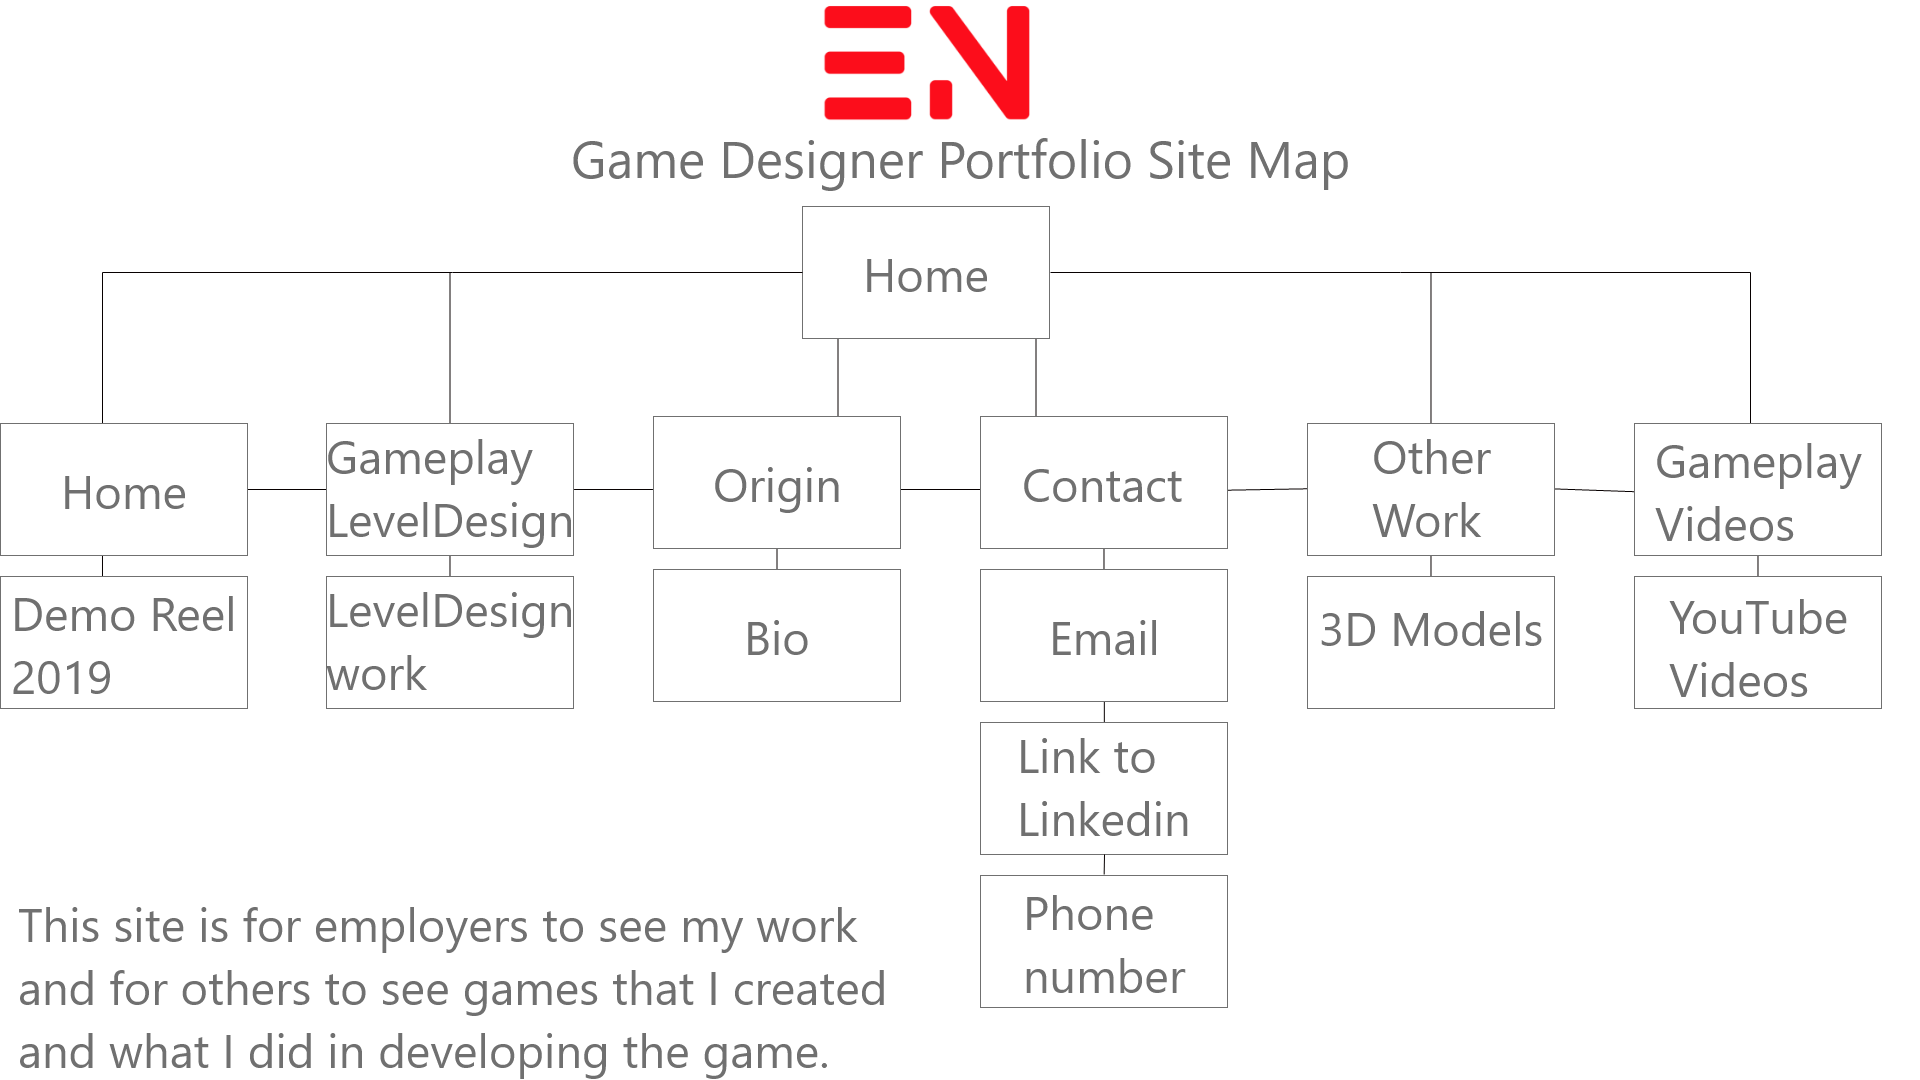 EN
Game Designer Portfolio Site Map
Home
Home
Gameplay
LevelDesign
Origin
Contact
Other
Work
Gameplay
Videos
Demo Reel
2019
LevelDesign
work
Bio
Email
3D Models
YouTube
Videos
Link to
Linkedin
Phone
number
This site is for employers to see my work
and for others to see games that I created
and what I did in developing the game.